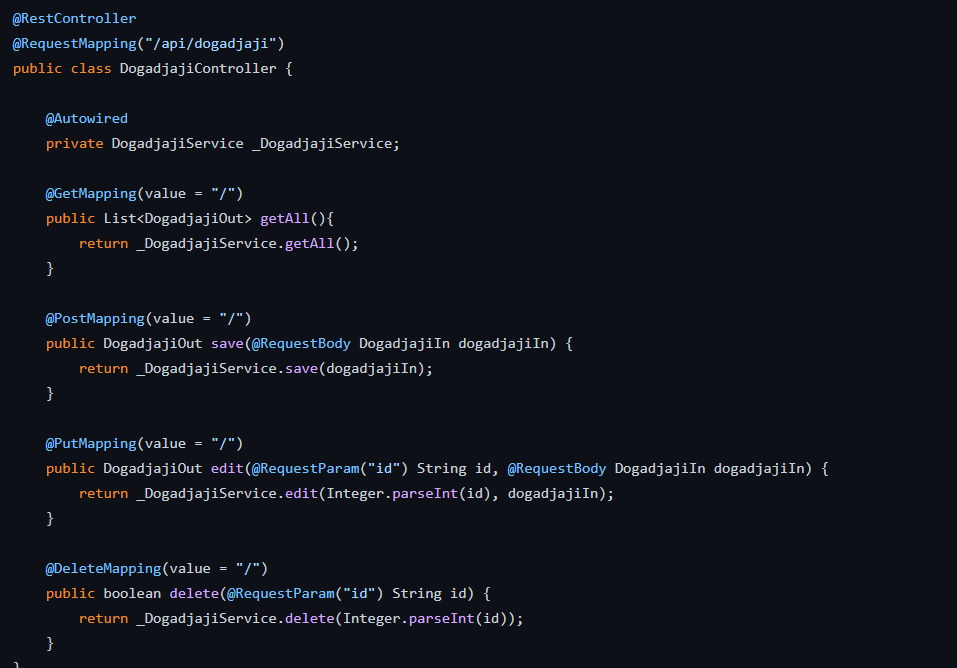 @RestController
@RequestMapping("/api/dogadjaji")
public class DogadjajiController {
@Autowired
private DogadjajiService _DogadjajiService;
@GetMapping(value = "/")
public List<DogadjajiOut> getAll(){
return _DogadjajiService.getAll();
}
@PostMapping(value = "/")
public DogadjajiOut save(@RequestBody DogadjajiIn dogadjajiIn) {
return _DogadjajiService.save(dogadjajiIn);
}
@PutMapping(value = "/")
public DogadjajiOut edit(@RequestParam("id") String id, @RequestBody DogadjajiIn dogadjajiIn) {
return _DogadjajiService.edit(Integer.parseInt(id), dogadjajiIn);
}
@DeleteMapping(value = "/")
public boolean delete(@RequestParam("id") String id) {
return _DogadjajiService.delete(Integer.parseInt(id));
}
}